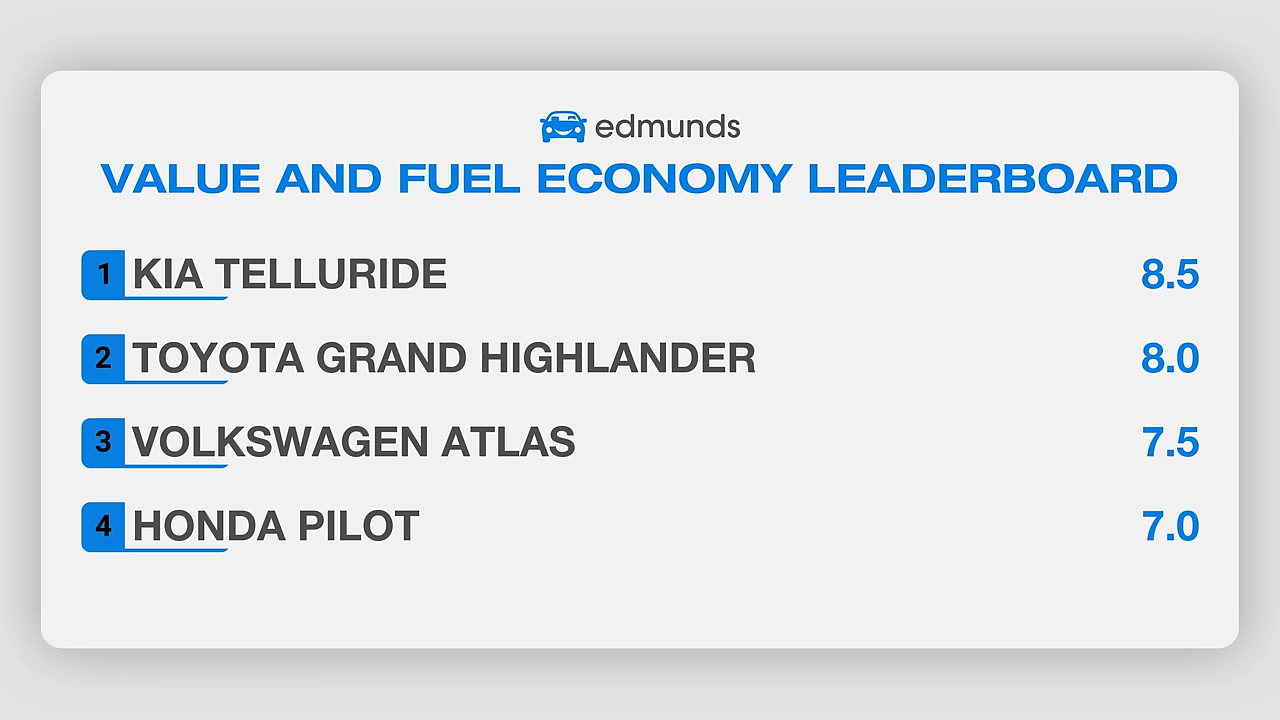 edmunds
VALUE AND FUEL ECONOMY LEADERBOARD
1 KIA TELLURIDE 8.5
2 TOYOTA GRAND HIGHLANDER 8.0
3 VOLKSWAGEN ATLAS 7.5
4 HONDA PILOT 7.0